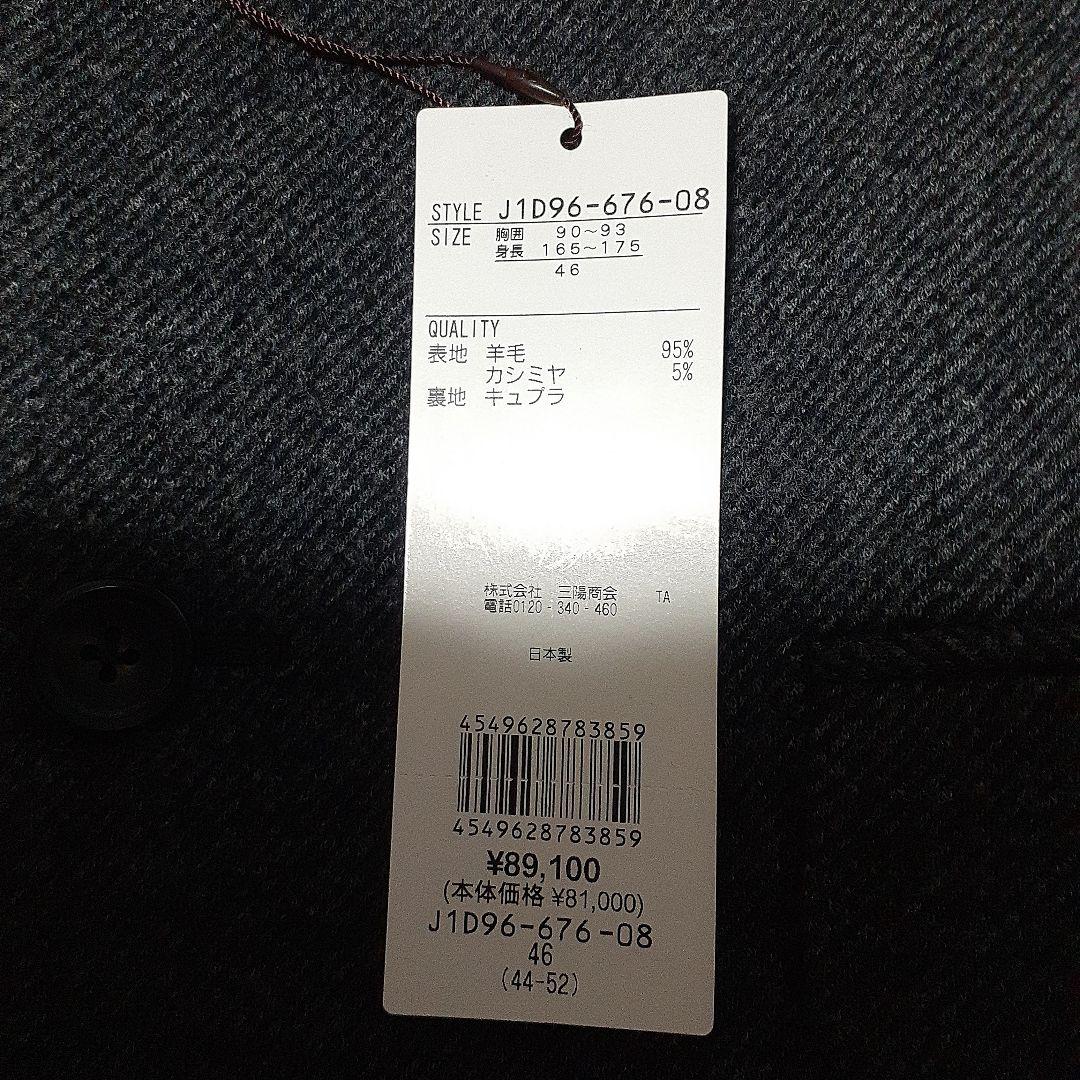 STYLE J1D96-676-08
SIZE 胸囲 90~93
身長 165~175
46
QUALITY
表地 羊毛 95%
カシミヤ 5%
裏地 キュプラ
株式会社 三陽商会 TA
電話0120-340-460
日本製
4549628783859
4549628783859
¥89,100
(本体価格 ¥81,000)
J1D96-676-08
46
(44-52)